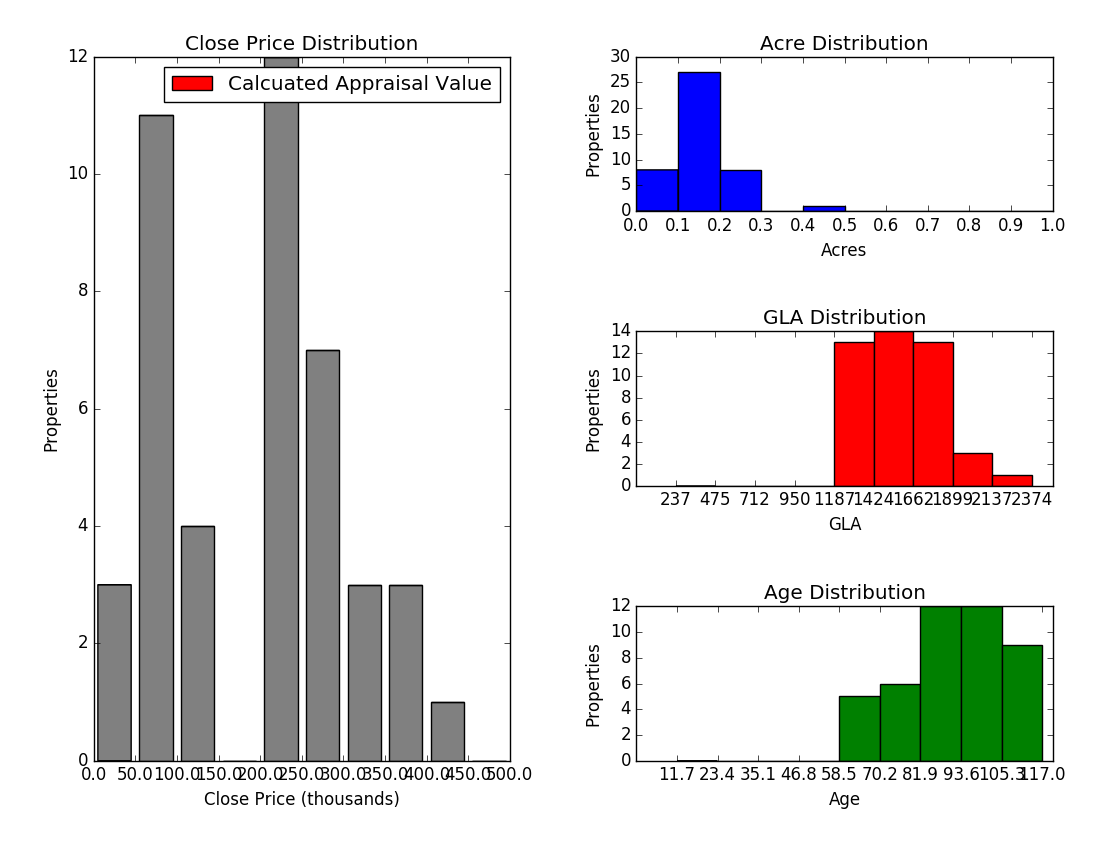 Close Price Distribution
Calcuated Appraisal Value
12
10
8
6
4
2
0
Properties
0.0 50.0 100.0 150.0 200.0 250.0 300.0 350.0 400.0 450.0 500.0
Close Price (thousands)
Acre Distribution
30
25
20
15
10
5
0
Properties
0.0 0.1 0.2 0.3 0.4 0.5 0.6 0.7 0.8 0.9 1.0
Acres
GLA Distribution
14
12
10
8
6
4
2
0
Properties
237 475 712 950 1187 1424 1662 1899 2137 2374
GLA
Age Distribution
12
10
8
6
4
2
0
Properties
11.7 23.4 35.1 46.8 58.5 70.2 81.9 93.6 105.3 117.0
Age